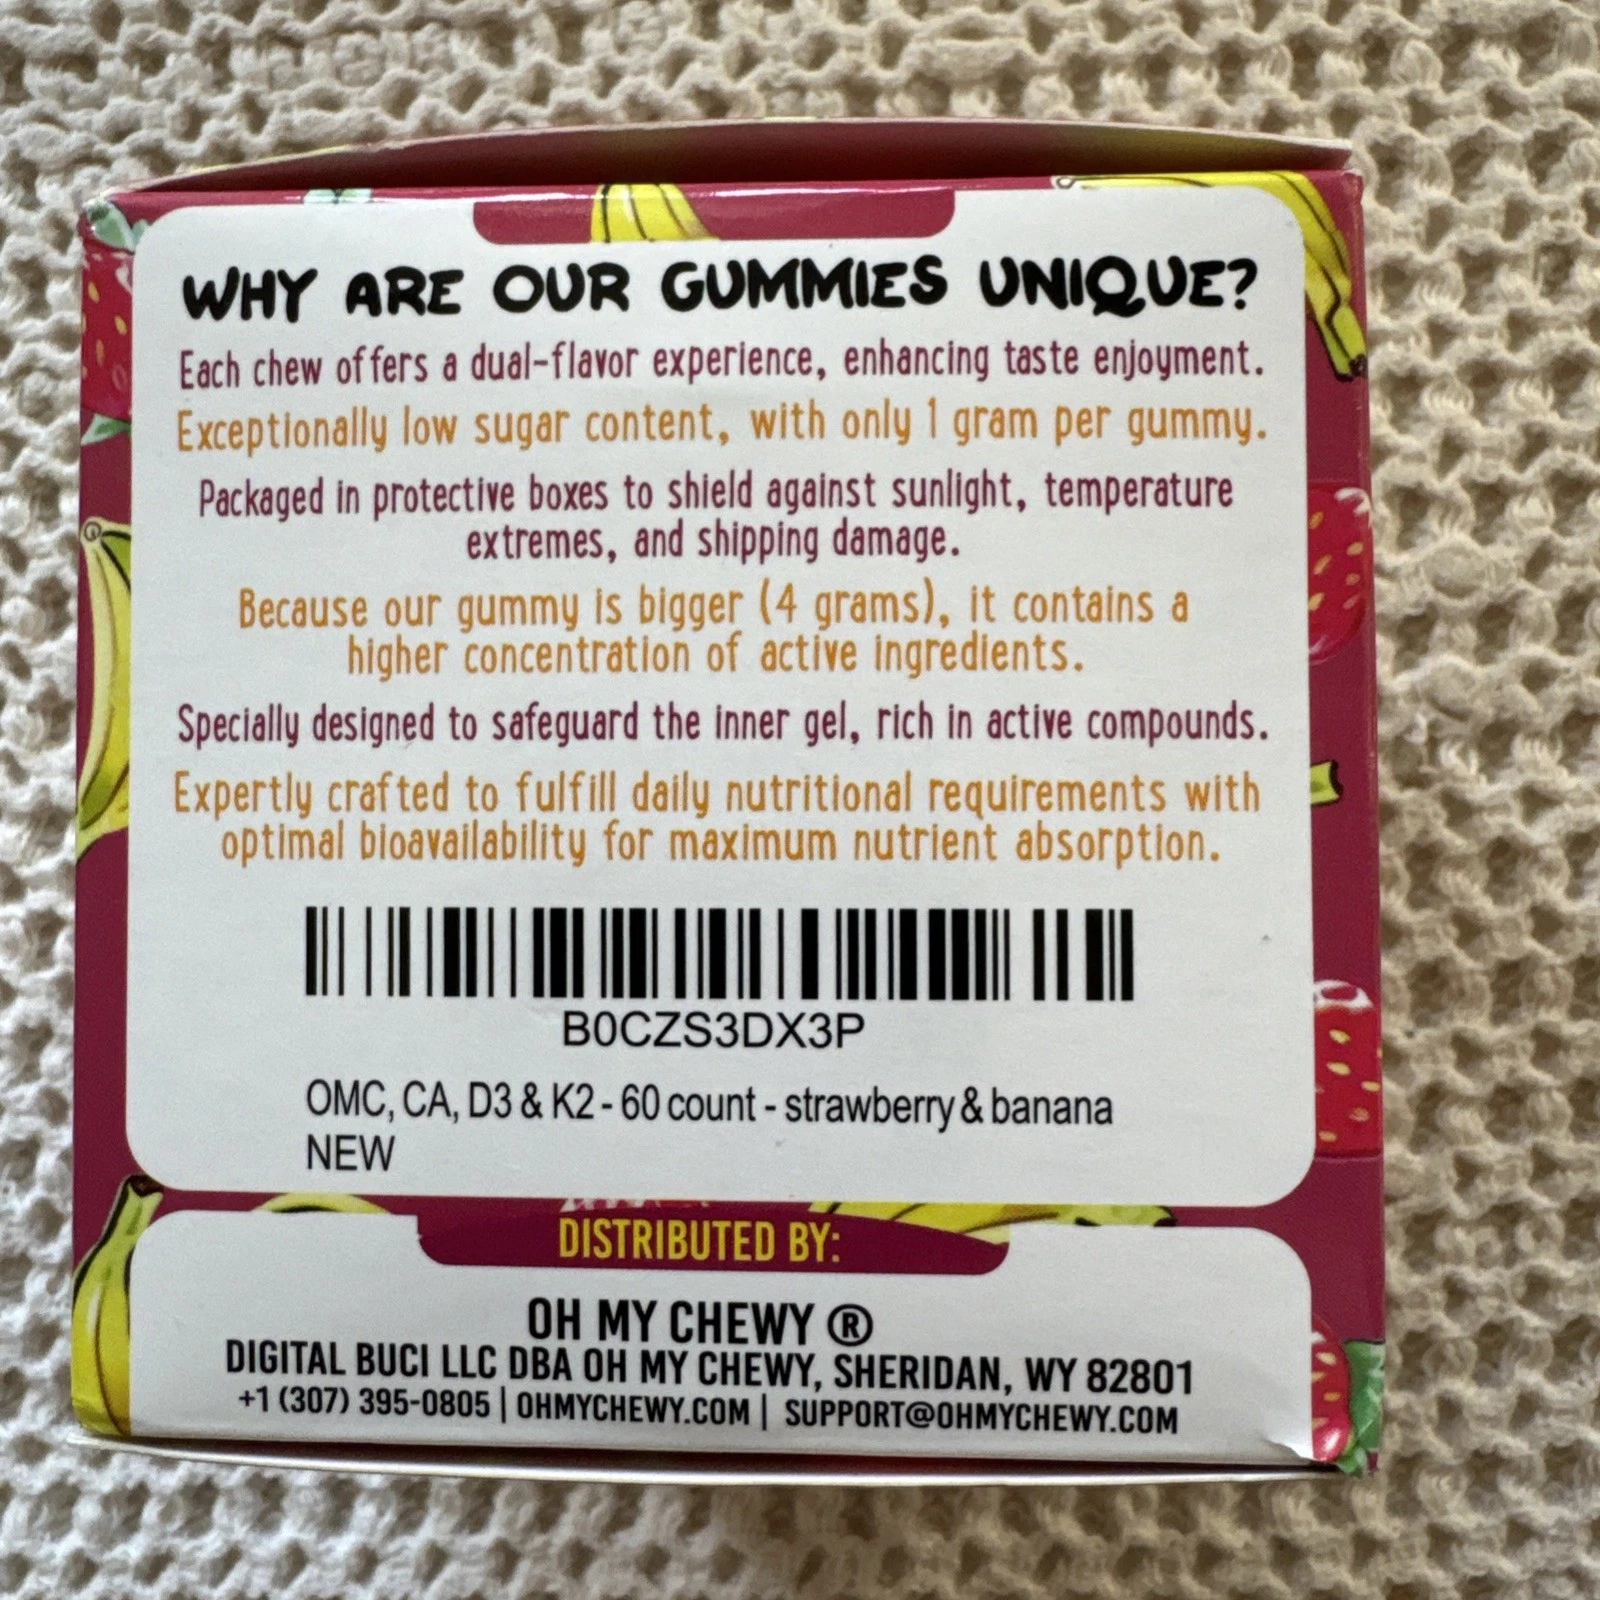 WHY ARE OUR GUMMIES UNIQUE?
Each chew offers a dual-flavor experience, enhancing taste enjoyment.
Exceptionally low sugar content, with only 1 gram per gummy.
Packaged in protective boxes to shield against sunlight, temperature
extremes, and shipping damage.
Because our gummy is bigger (4 grams), it contains a
higher concentration of active ingredients.
Specially designed to safeguard the inner gel, rich in active compounds.
Expertly crafted to fulfill daily nutritional requirements with
optimal bioavailability for maximum nutrient absorption.
B0CZS3DX3P
OMC, CA, D3 & K2 - 60 count - strawberry & banana
NEW
DISTRIBUTED BY:
OH MY CHEWY ®
DIGITAL BUCI LLC DBA OH MY CHEWY, SHERIDAN, WY 82801
+1 (307) 395-0805 | OHMYCHEWY.COM | SUPPORT@OHMYCHEWY.COM